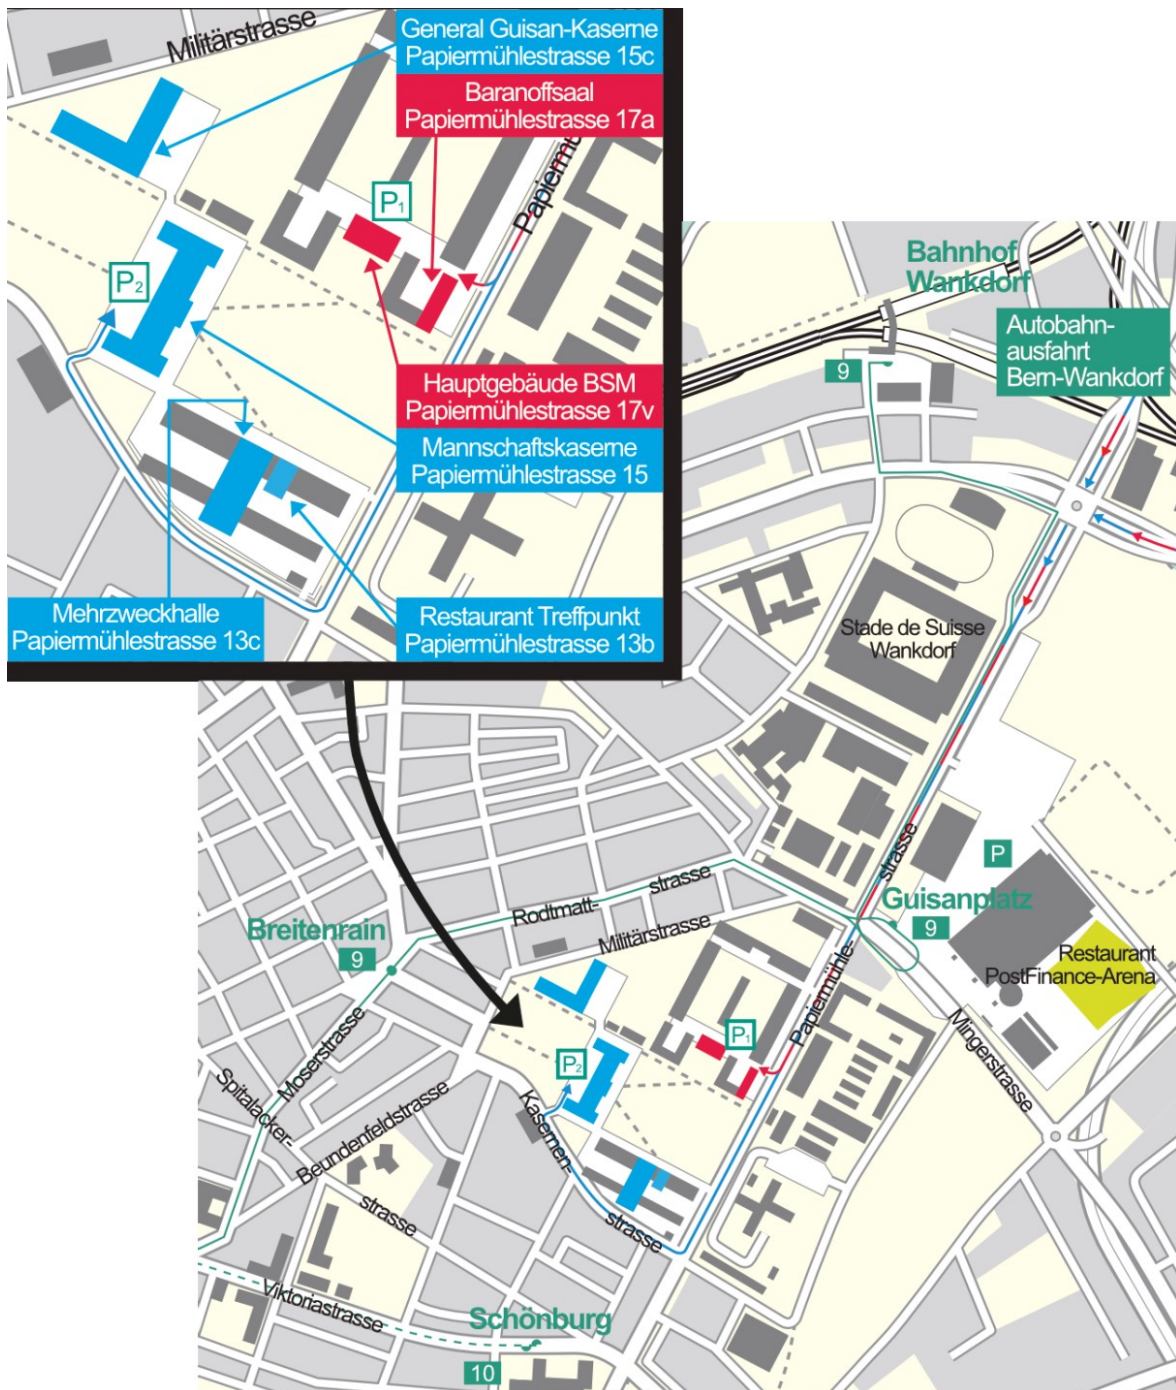 Militärstrasse
General Guisan-Kaserne
Papiermühlestrasse 15c
Baranoffsaal
Papiermühlestrasse 17a
P1
Papiermü
P2
Hauptgebäude BSM
Papiermühlestrasse 17v
Mannschaftskaserne
Papiermühlestrasse 15
Mehrzweckhalle
Papiermühlestrasse 13c
Restaurant Treffpunkt
Papiermühlestrasse 13b
Bahnhof
Wankdorf
Autobahn-
ausfahrt
Bern-Wankdorf
9
Stade de Suisse
Wankdorf
strasse
P
Guisanplatz
9
Rodtmatt-
strasse
Breitenrain
9
Militärstrasse
Restaurant
PostFinance-Arena
Papiermühle-
Mingerstrasse
P1
P2
Moserstrasse
Spitalacker-
Beundenfeldstrasse
Kasernen-
strasse
strasse
Viktoriastrasse
Schönburg
10